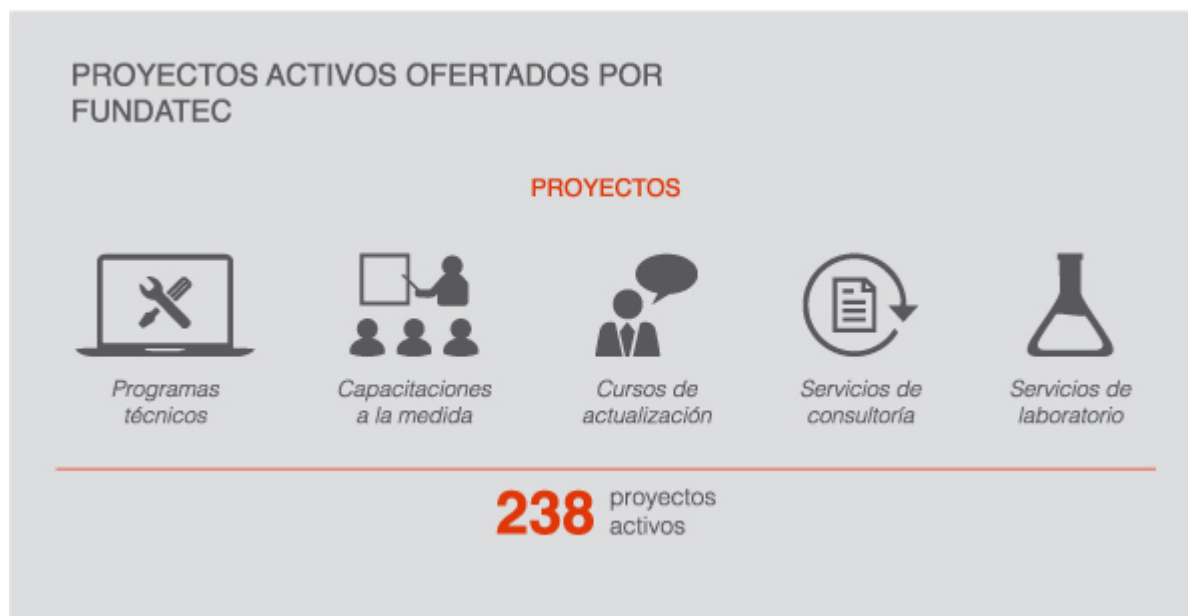 PROYECTOS ACTIVOS OFERTADOS POR
FUNDATEC
PROYECTOS
Programas
técnicos
Capacitaciones
a la medida
Cursos de
actualización
Servicios de
consultoría
Servicios de
laboratorio
238 proyectos
activos